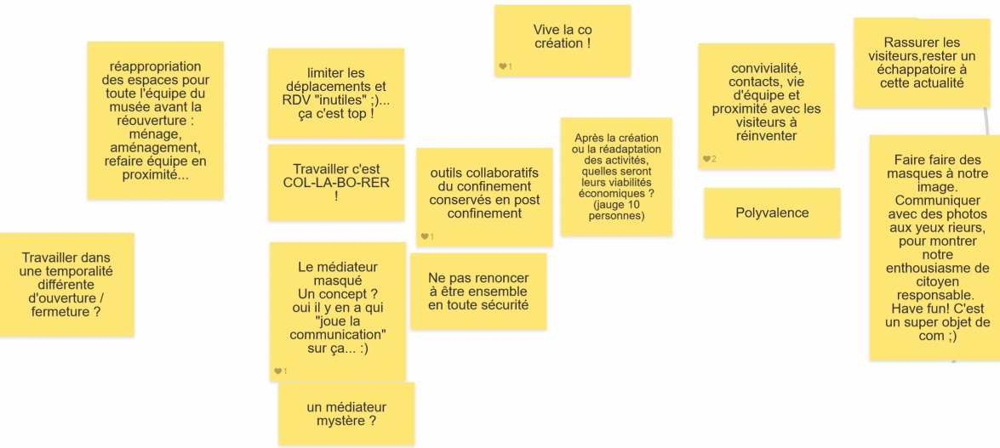 réappropriation
des espaces pour
toute l'équipe du
musée avant la
réouverture :
ménage,
aménagement,
refaire équipe en
proximité...
Travailler dans
une temporalité
différente
d'ouverture /
fermeture ?
limiter les
déplacements et
RDV "inutiles" ;)...
ça c'est top !
Travailler c'est
COL-LA-BO-RER
!
Le médiateur
masqué
Un concept ?
oui il y en a qui
"joue la
communication"
sur ça... :)
1
un médiateur
mystère ?
Vive la co
création !
1
outils collaboratifs
du confinement
conservés en post
confinement
1
Ne pas renoncer
à être ensemble
en toute sécurité
Après la création
ou la réadaptation
des activités,
quelles seront
leurs viabilités
économiques ?
(jauge 10
personnes)
convivialité,
contacts, vie
d'équipe et
proximité avec les
visiteurs à
réinventer
2
Polyvalence
Rassurer les
visiteurs,rester un
échappatoire à
cette actualité
Faire faire des
masques à notre
image.
Communiquer
avec des photos
aux yeux rieurs,
pour montrer
notre
enthousiasme de
citoyen
responsable.
Have fun! C'est
un super objet de
com ;)